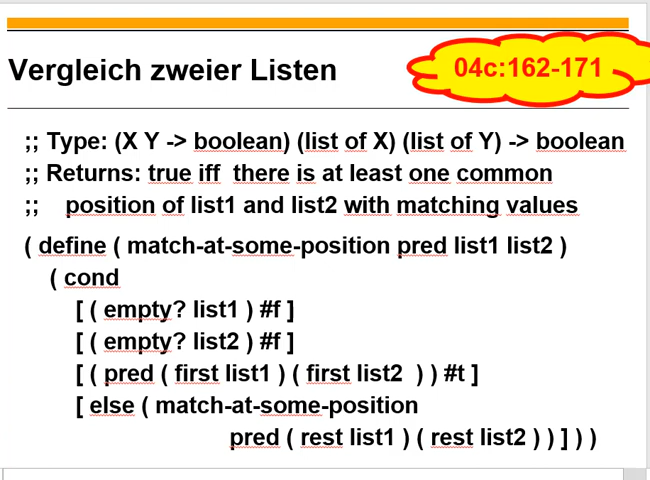 Vergleich zweier Listen
04c:162-171
;; Type: (X Y -> boolean) (list of X) (list of Y) -> boolean
;; Returns: true iff there is at least one common
;; position of list1 and list2 with matching values
( define ( match-at-some-position pred list1 list2 )
( cond
[ ( empty? list1 ) #f ]
[ ( empty? list2 ) #f ]
[ ( pred ( first list1 ) ( first list2 ) ) #t ]
[ else ( match-at-some-position
pred ( rest list1 ) ( rest list2 ) ) ] ) )